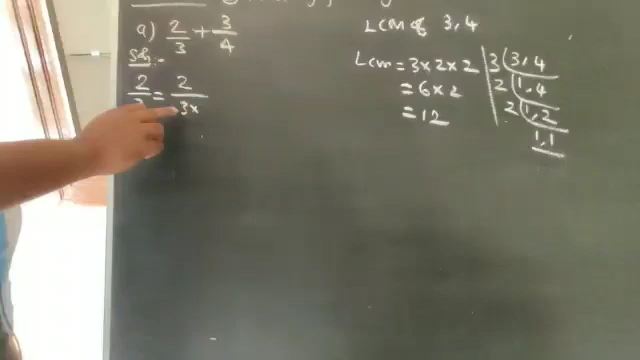 a) 2/3 + 3/4
Sol:-
2/3 = 2/3×
LCM of 3, 4
LCM = 3 × 2 × 2
= 6 × 2
= 12
3 | 3, 4
2 | 1, 4
2 | 1, 2
1, 1